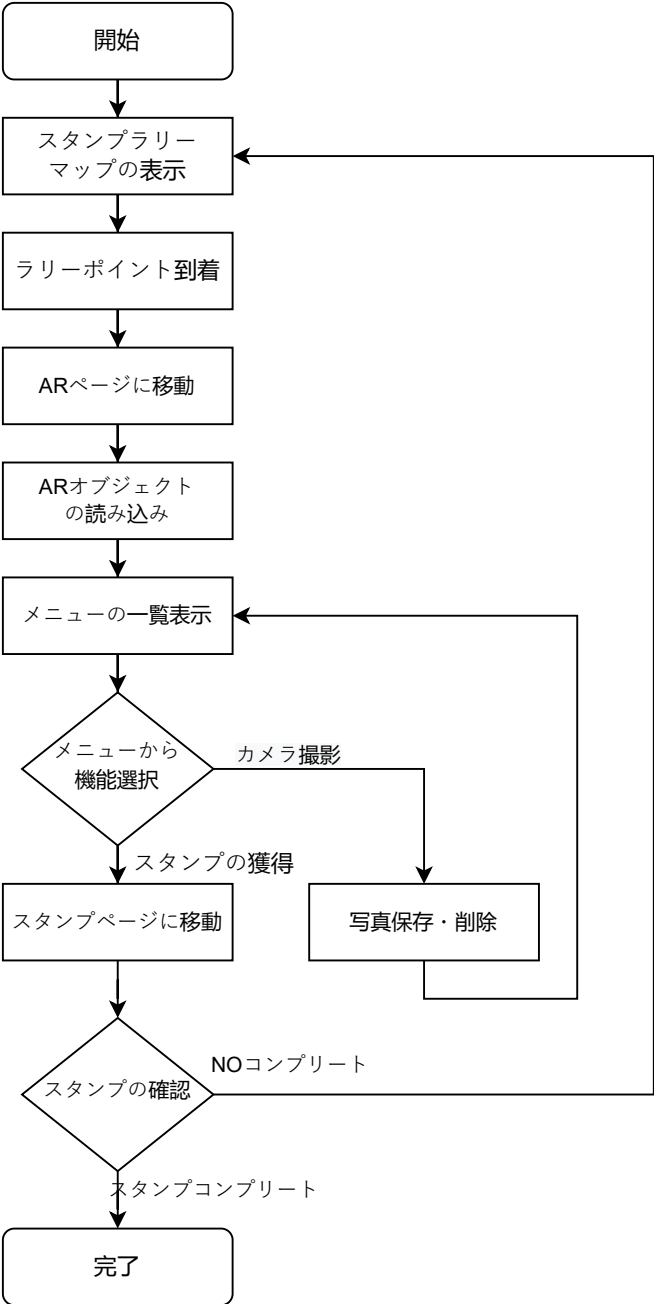 開始
スタンプラリー
マップの表示
ラリーポイント到着
ARページに移動
ARオブジェクト
の読み込み
メニューの一覧表示
メニューから
機能選択
カメラ撮影
スタンプの獲得
スタンプページに移動
写真保存・削除
NOコンプリート
スタンプの確認
スタンプコンプリート
完了